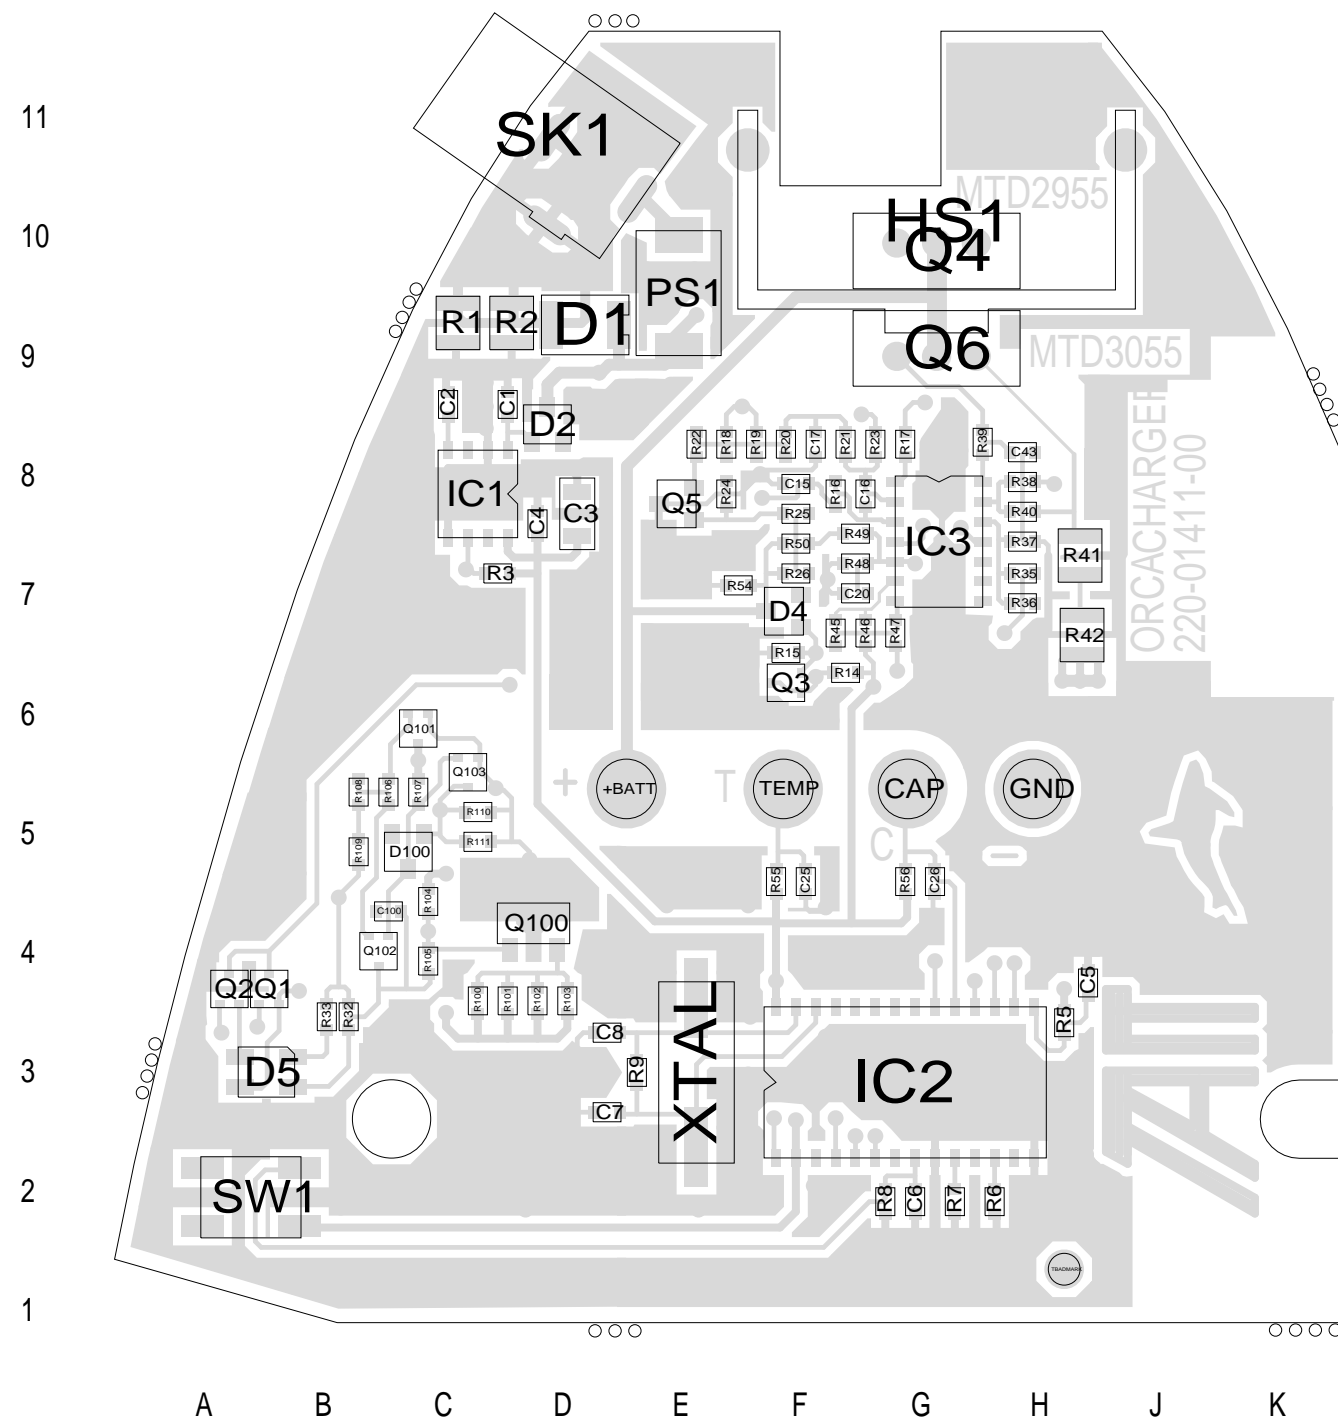 11
SK1
MTD2955
HS1
10
Q4
PS1
R1 R2 D1
Q6
MTD3055
9
C2 C1 D2
ORCACHARGER
220-01411-00
R22 R18 R19 R20 C17 R21 R23 R17 R39 C43
8
IC1 C4 C3 Q5 R24 C15 R16 C16 R38
R25 R40
R50 R49 IC3 R37 R41
R3 R54 R26 R48 R35
7
D4 C20 R36
R45 R46 R47 R42
R15
Q3 R14
6
Q101
Q103
+ +BATT T TEMP CAP GND
R108 R106 R107
R110
5
R109 D100 R111 C
R55 C25 R56 C26
C100 R104
Q100
4
Q102 R105
Q2 Q1 C5
R33 R32 R100 R101 R102 R103 XTAL R5
C8
3
D5 R9 IC2
C7
2
SW1 R8 C6 R7 R6
TBADMARK
1
A B C D E F G H J K